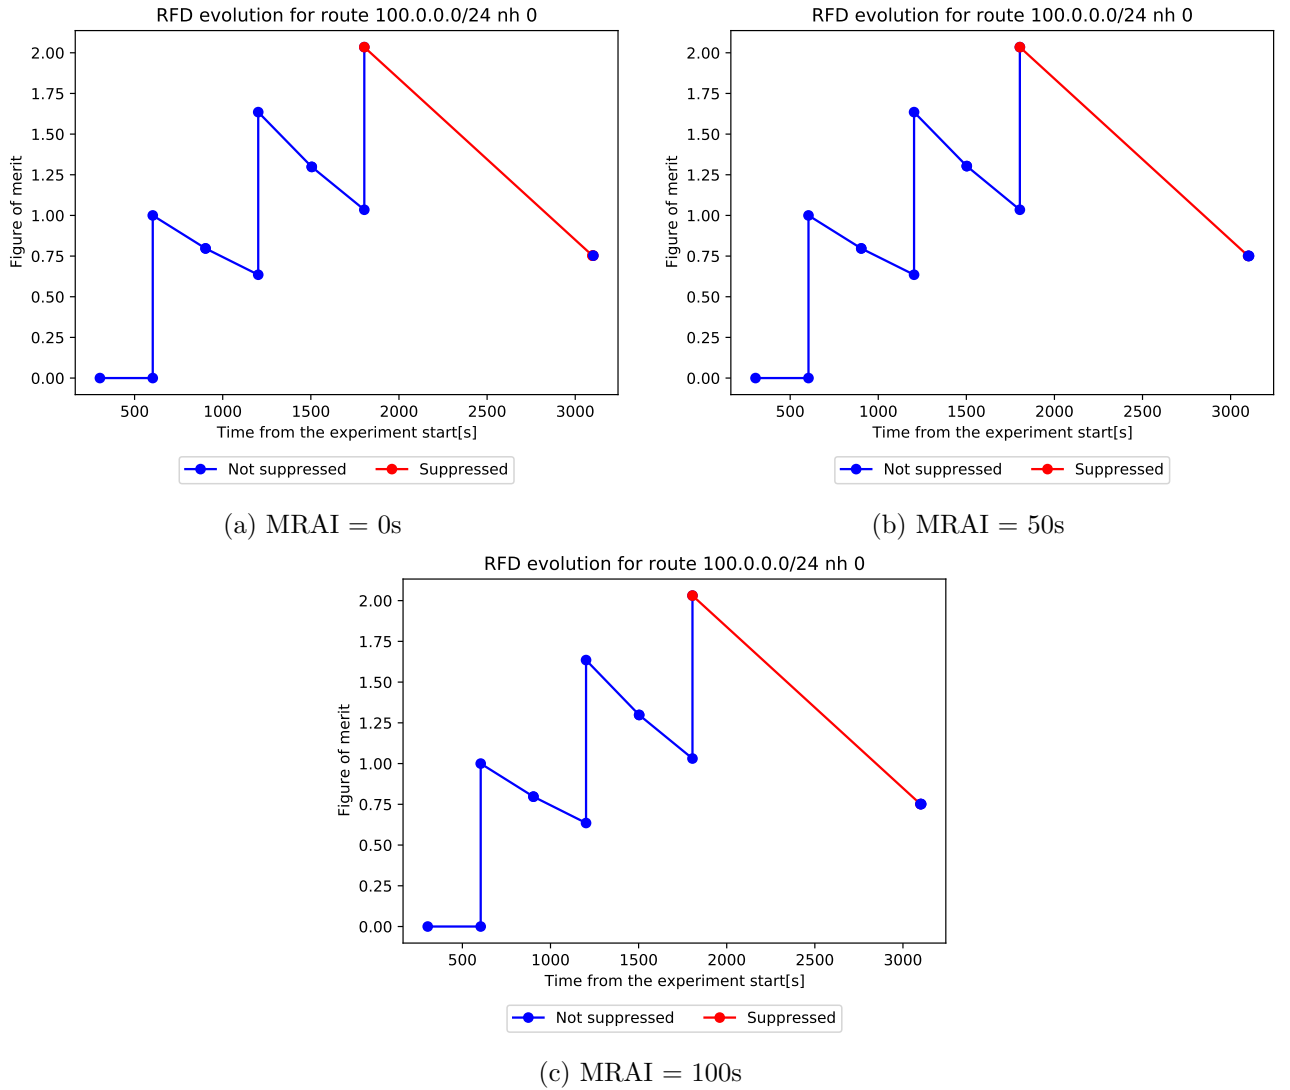 RFD evolution for route 100.0.0.0/24 nh 0
Figure of merit
2.00
1.75
1.50
1.25
1.00
0.75
0.50
0.25
0.00
500 1000 1500 2000 2500 3000
Time from the experiment start[s]
Not suppressed Suppressed
(a) MRAI = 0s
RFD evolution for route 100.0.0.0/24 nh 0
Figure of merit
2.00
1.75
1.50
1.25
1.00
0.75
0.50
0.25
0.00
500 1000 1500 2000 2500 3000
Time from the experiment start[s]
Not suppressed Suppressed
(b) MRAI = 50s
RFD evolution for route 100.0.0.0/24 nh 0
Figure of merit
2.00
1.75
1.50
1.25
1.00
0.75
0.50
0.25
0.00
500 1000 1500 2000 2500 3000
Time from the experiment start[s]
Not suppressed Suppressed
(c) MRAI = 100s